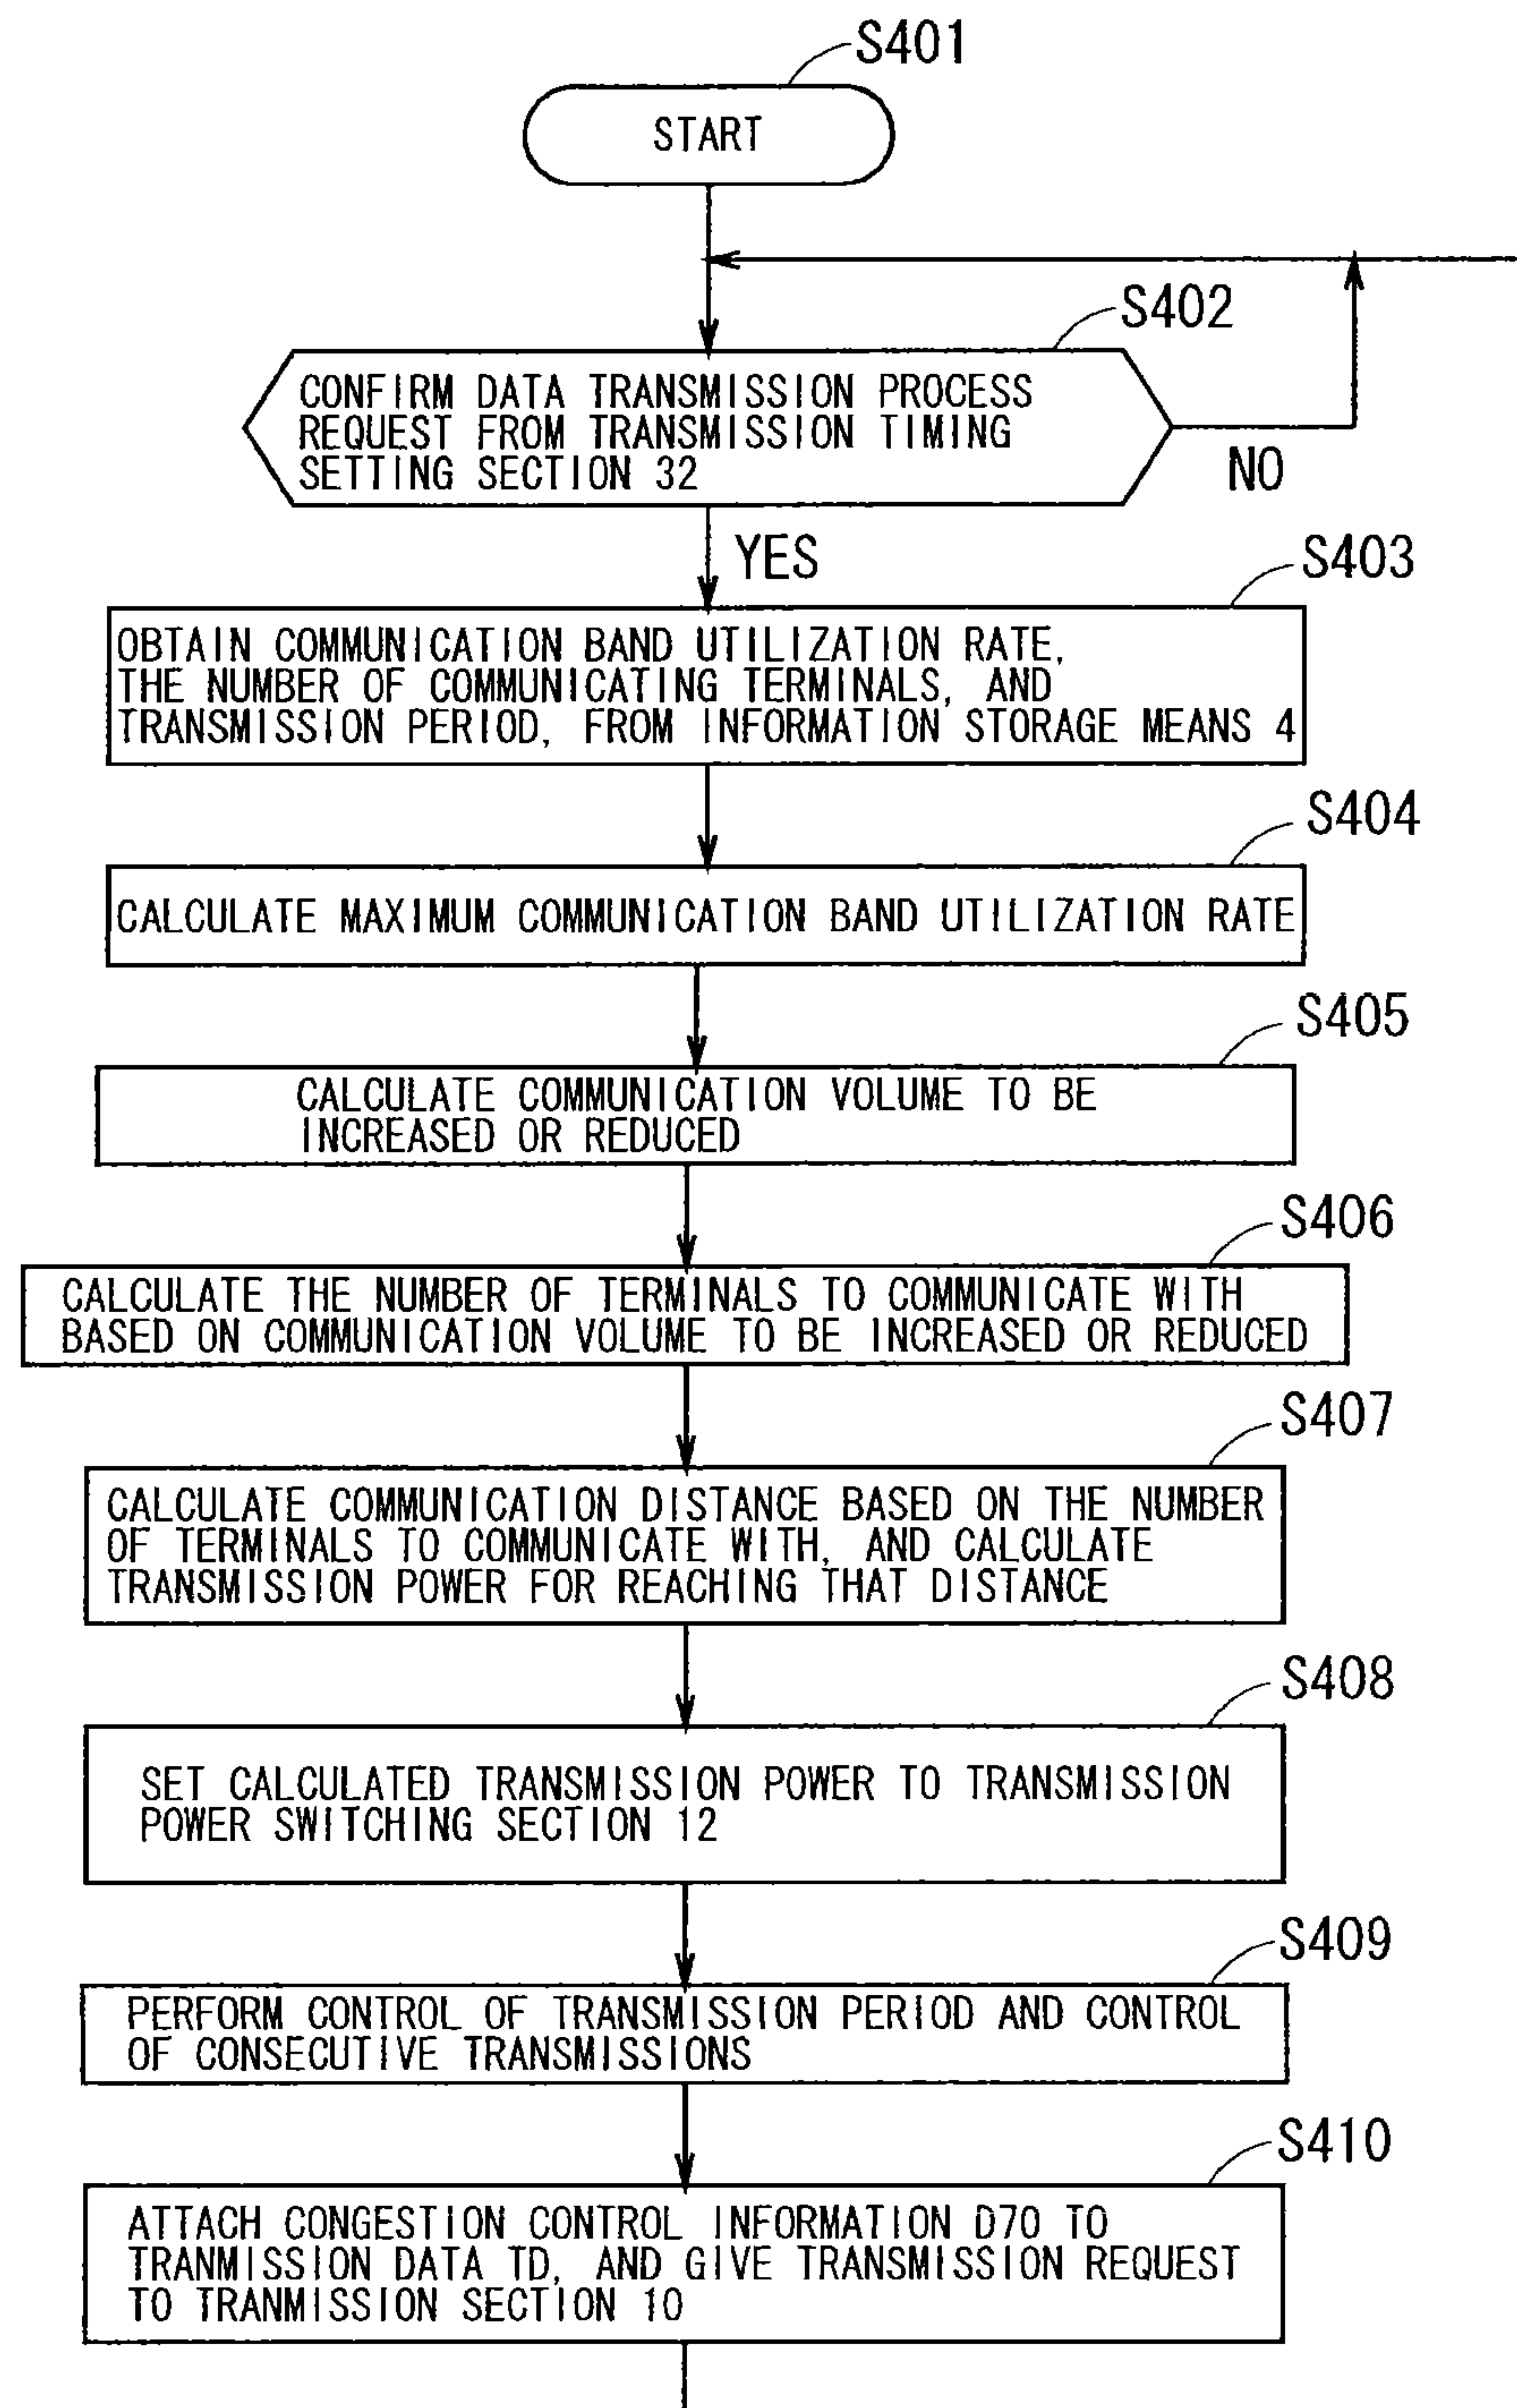 S401
START
S402
CONFIRM DATA TRANSMISSION PROCESS
REQUEST FROM TRANSMISSION TIMING
SETTING SECTION 32
NO
YES
S403
OBTAIN COMMUNICATION BAND UTILIZATION RATE,
THE NUMBER OF COMMUNICATING TERMINALS, AND
TRANSMISSION PERIOD, FROM INFORMATION STORAGE MEANS 4
S404
CALCULATE MAXIMUM COMMUNICATION BAND UTILIZATION RATE
S405
CALCULATE COMMUNICATION VOLUME TO BE
INCREASED OR REDUCED
S406
CALCULATE THE NUMBER OF TERMINALS TO COMMUNICATE WITH
BASED ON COMMUNICATION VOLUME TO BE INCREASED OR REDUCED
S407
CALCULATE COMMUNICATION DISTANCE BASED ON THE NUMBER
OF TERMINALS TO COMMUNICATE WITH, AND CALCULATE
TRANSMISSION POWER FOR REACHING THAT DISTANCE
S408
SET CALCULATED TRANSMISSION POWER TO TRANSMISSION
POWER SWITCHING SECTION 12
S409
PERFORM CONTROL OF TRANSMISSION PERIOD AND CONTROL
OF CONSECUTIVE TRANSMISSIONS
S410
ATTACH CONGESTION CONTROL INFORMATION D70 TO
TRANMISSION DATA TD, AND GIVE TRANSMISSION REQUEST
TO TRANMISSION SECTION 10